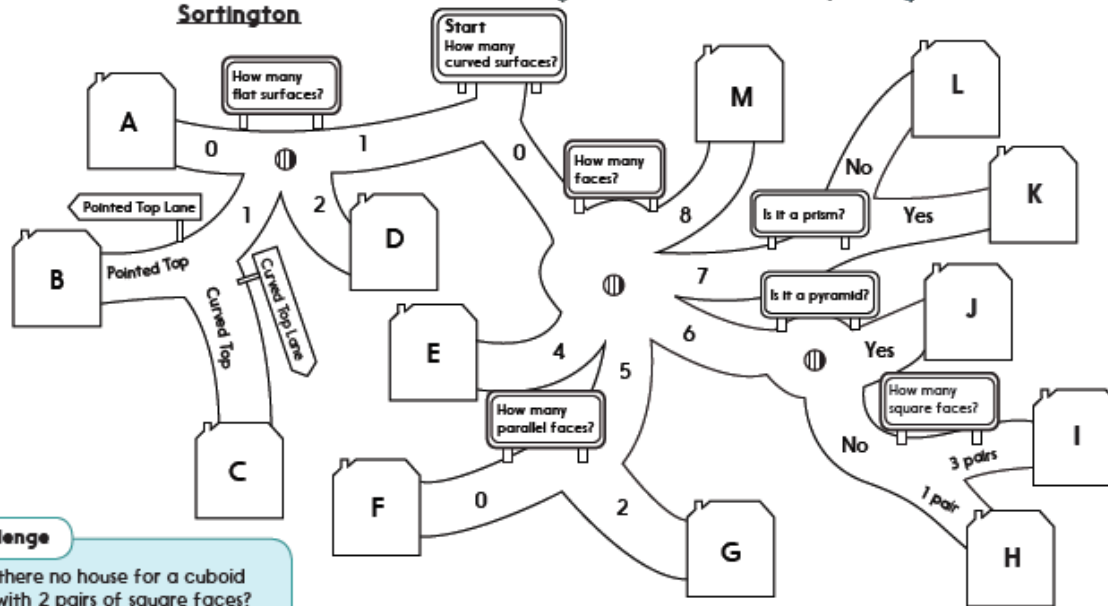 Sortington
Start
How many
curved surfaces?
How many
flat surfaces?
A
0
1
1
2
Pointed Top Lane
Pointed Top
B
Curved Top Lane
Curved Top
C
D
0
How many
faces?
M
8
L
No
Is it a prism?
K
Yes
7
Is it a pyramid?
6
J
Yes
How many
square faces?
No
3 pairs
I
1 pair
H
E
4
5
How many
parallel faces?
F
0
2
G
lenge
there no house for a cuboid
with 2 pairs of square faces?